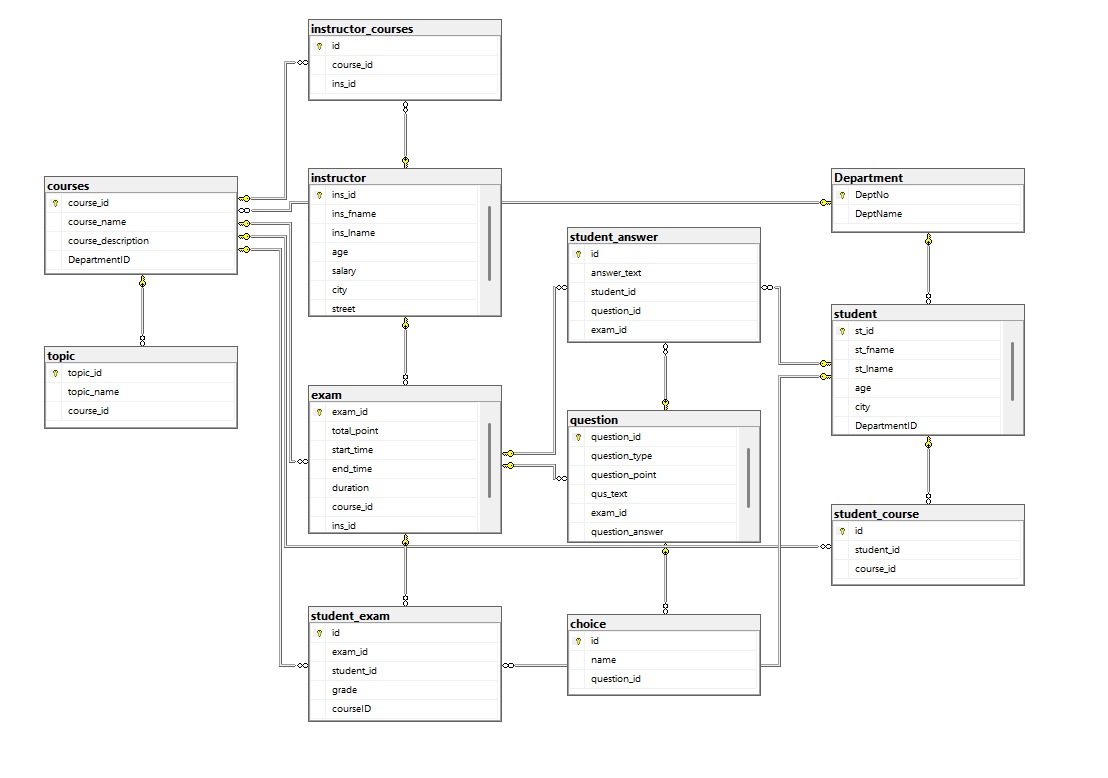 instructor_courses
id
course_id
ins_id
courses
course_id
course_name
course_description
DepartmentID
instructor
ins_id
ins_fname
ins_lname
age
salary
city
street
Department
DeptNo
DeptName
student_answer
id
answer_text
student_id
question_id
exam_id
student
st_id
st_fname
st_lname
age
city
DepartmentID
topic
topic_id
topic_name
course_id
exam
exam_id
total_point
start_time
end_time
duration
course_id
ins_id
question
question_id
question_type
question_point
qus_text
exam_id
question_answer
student_course
id
student_id
course_id
student_exam
id
exam_id
student_id
grade
courseID
choice
id
name
question_id